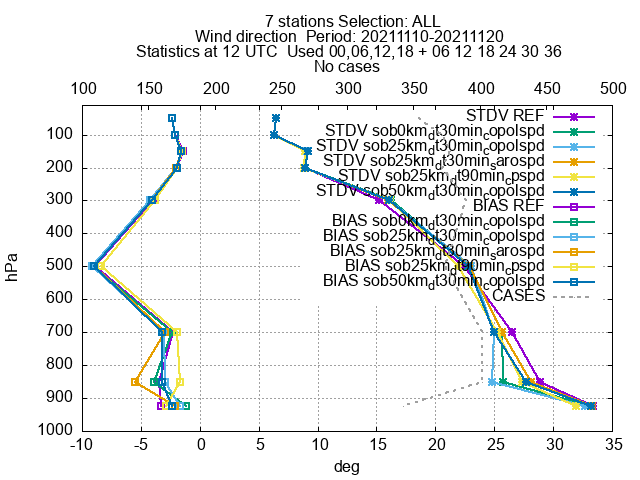 7 stations Selection: ALL
Wind direction  Period: 20211110-20211120
Statistics at 12 UTC  Used 00,06,12,18 + 06 12 18 24 30 36
No cases
100 150 200 250 300 350 400 450 500
STDV REF
STDV sob0km_dt30min_copolspd
STDV sob25km_dt30min_copolspd
STDV sob25km_dt30min_sarospd
STDV sob25km_dt90min_cpspd
STDV sob50km_dt30min_copolspd
BIAS REF
BIAS sob0km_dt30min_copolspd
BIAS sob25km_dt30min_copolspd
BIAS sob25km_dt30min_sarospd
BIAS sob25km_dt90min_cpspd
BIAS sob50km_dt30min_copolspd
CASES
100
200
300
400
500
600
700
800
900
1000
hPa
-10 -5 0 5 10 15 20 25 30 35
deg